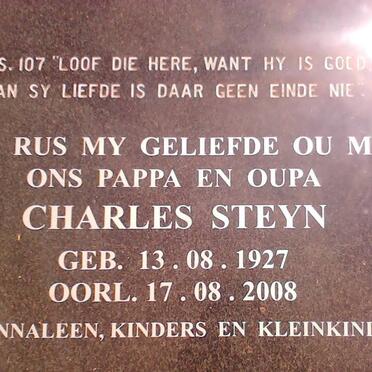 S. 107 "LOOF DIE HERE, WANT HY IS GOED
AN SY LIEFDE IS DAAR GEEN EINDE NIE".
RUS MY GELIEFDE OU M
ONS PAPPA EN OUPA
CHARLES STEYN
GEB. 13.08.1927
OORL. 17.08.2008
NNALEEN, KINDERS EN KLEINKIND